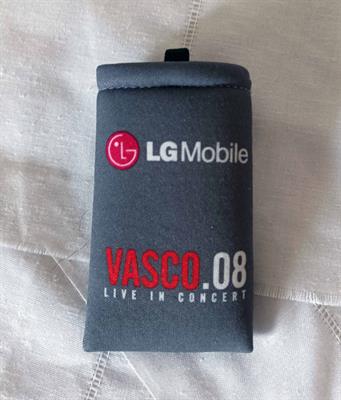 LG Mobile
VASCO.08
LIVE IN CONCERT